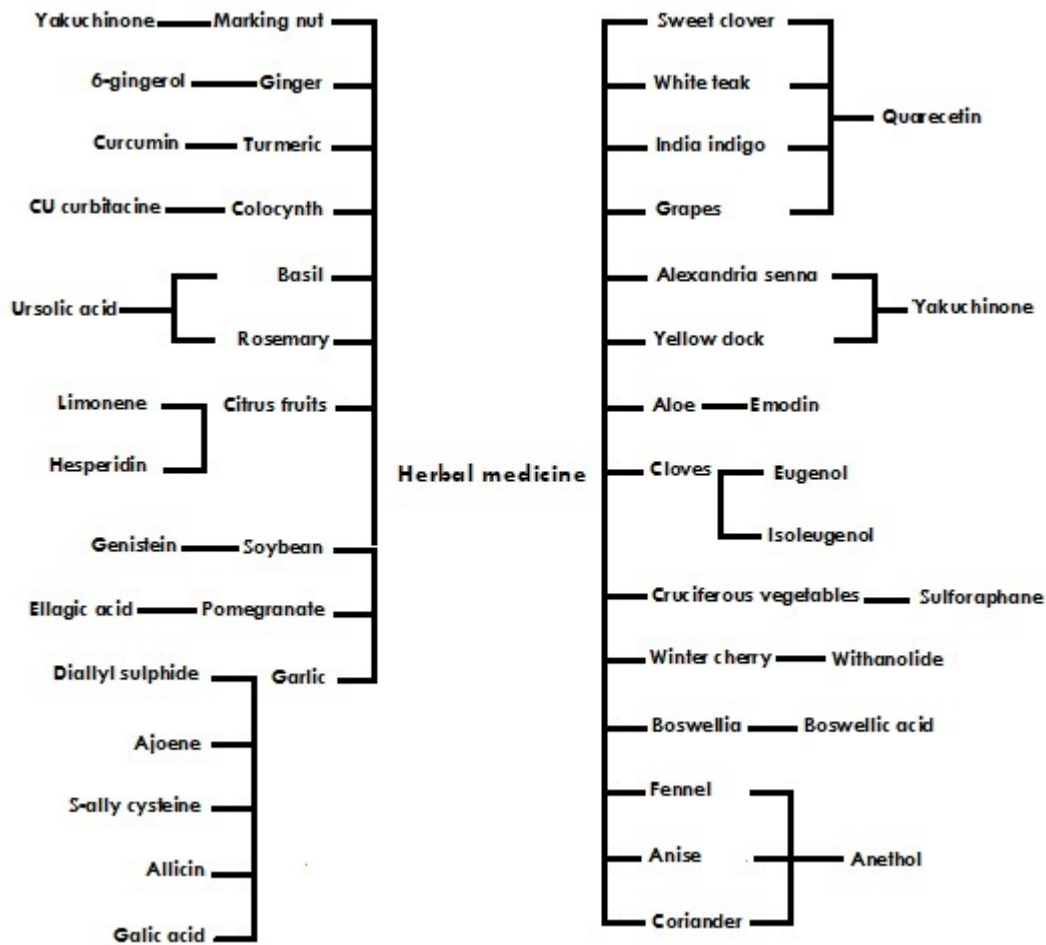 Yakuchinone
Marking nut
6-gingerol
Ginger
Curcumin
Turmeric
CU curbitacine
Colocynth
Basil
Ursolic acid
Rosemary
Limonene
Citrus fruits
Hesperidin
Genistein
Soybean
Ellagic acid
Pomegranate
Diallyl sulphide
Garlic
Ajoene
S-ally cysteine
Allicin
Galic acid
Herbal medicine
Sweet clover
White teak
Quarecetin
India indigo
Grapes
Alexandria senna
Yakuchinone
Yellow dock
Aloe
Emodin
Cloves
Eugenol
Isoleugenol
Cruciferous vegetables
Sulforaphane
Winter cherry
Withanolide
Boswellia
Boswellic acid
Fennel
Anise
Anethol
Coriander